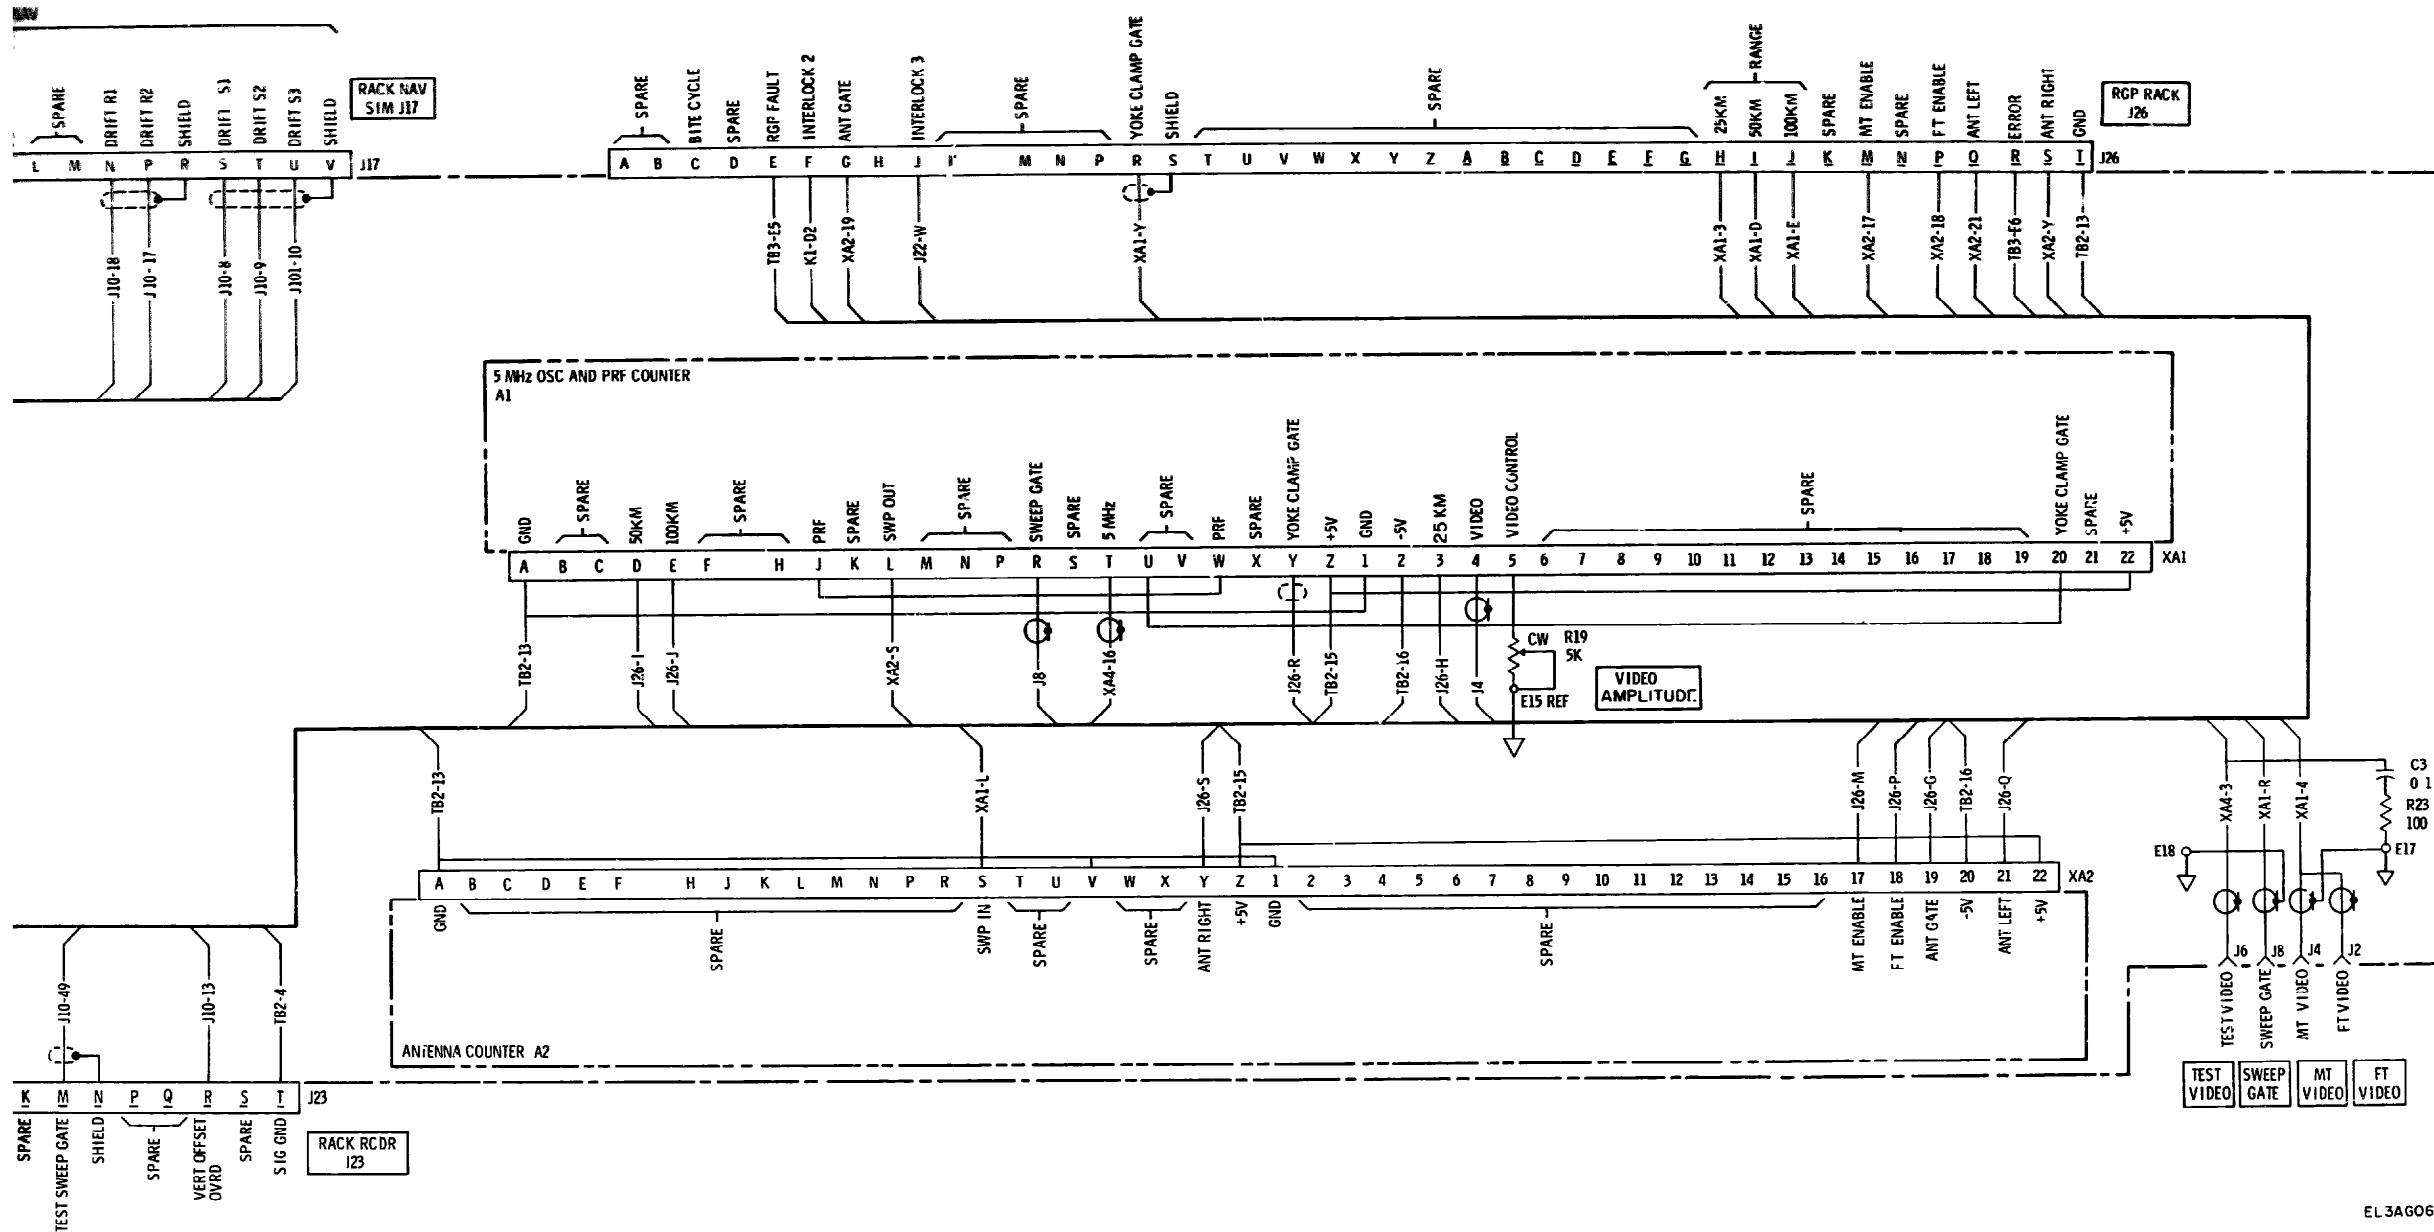 NAV
SPARE
DRIFT R1
DRIFT R2
SHIELD
DRIFT S1
DRIFT S2
DRIFT S3
SHIELD
RACK NAV
SIM J17
L M N P R S T U V J17
J10-18
J10-17
J10-8
J10-9
J101-10
SPARE
BITE CYCLE
SPARE
RGP FAULT
INTERLOCK 2
ANT GATE
INTERLOCK 3
SPARE
YOKE CLAMP GATE
SHIELD
SPARE
RANGE
25KM
50KM
100KM
SPARE
MT ENABLE
SPARE
FT ENABLE
ANT LEFT
ERROR
ANT RIGHT
GND
RGP RACK
J26
A B C D E F G H J M N P R S T U V W X Y Z A B C D E F G H I J K M N P Q R S T J26
TB3-E5
K1-D2
XA2-19
J22-W
XA1-Y
XA1-3
XA1-D
XA1-E
XA2-17
XA2-18
XA2-21
TB3-E6
XA2-Y
TB2-13
5 MHz OSC AND PRF COUNTER
A1
GND
SPARE
50KM
100KM
SPARE
PRF
SPARE
SWP OUT
SPARE
SWEEP GATE
SPARE
5 MHz
SPARE
PRF
SPARE
YOKE CLAMP GATE
+5V
GND
-5V
25 KM
VIDEO
VIDEO CONTROL
SPARE
YOKE CLAMP GATE
SPARE
+5V
A B C D E F H J K L M N P R S T U V W X Y Z 1 2 3 4 5 6 7 8 9 10 11 12 13 14 15 16 17 18 19 20 21 22 XA1
TB2-13
J26-I
J26-J
XA2-S
J8
XA4-16
J26-R
TB2-15
TB2-16
J26-H
J4
CW R19
5K
E15 REF
VIDEO
AMPLITUDE
TB2-13
XA1-L
J26-S
TB2-15
J26-M
J26-P
J26-G
TB2-16
J26-Q
XA4-3
XA1-R
XA1-4
C3
0 1
R23
100
E18
E17
A B C D E F H J K L M N P R S T U V W X Y Z 1 2 3 4 5 6 7 8 9 10 11 12 13 14 15 16 17 18 19 20 21 22 XA2
GND
SPARE
SWP IN
SPARE
SPARE
ANT RIGHT
+5V
GND
SPARE
MT ENABLE
FT ENABLE
ANT GATE
-5V
ANT LEFT
+5V
J6 J8 J4 J2
TEST VIDEO
SWEEP GATE
MT VIDEO
FT VIDEO
TEST
VIDEO
SWEEP
GATE
MT
VIDEO
FT
VIDEO
ANTENNA COUNTER A2
J10-49
J10-13
TB2-4
K M N P Q R S T J23
SPARE
TEST SWEEP GATE
SHIELD
SPARE
VERT OFFSET
OVRD
SPARE
SIG GND
RACK RCDR
J23
EL3AG06